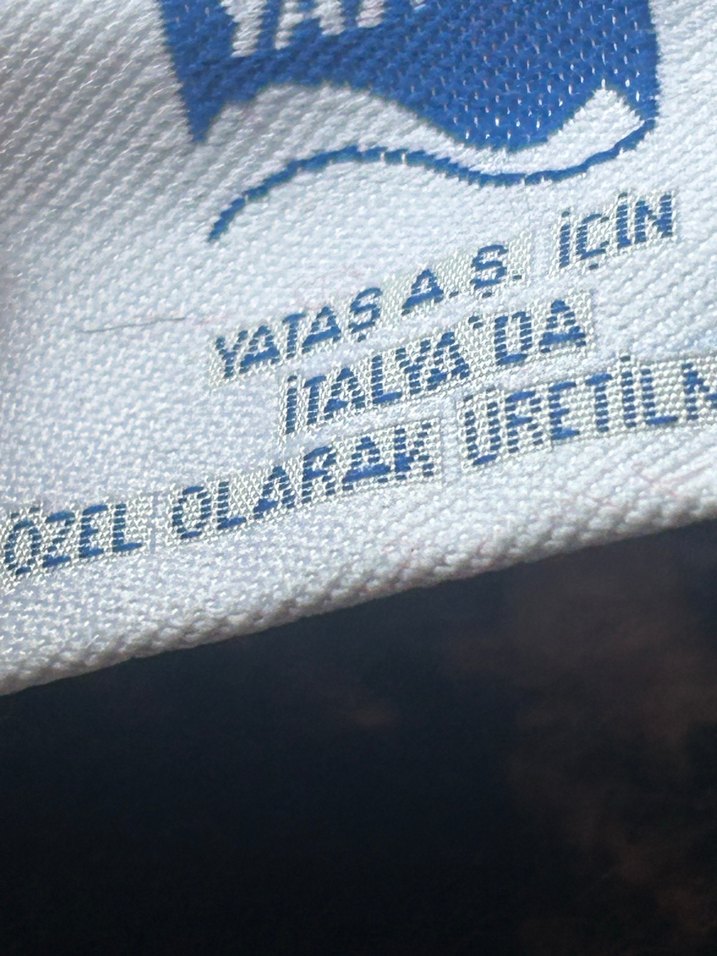 YATAŞ A.Ş. İÇİN
İTALYA'DA
ÖZEL OLARAK